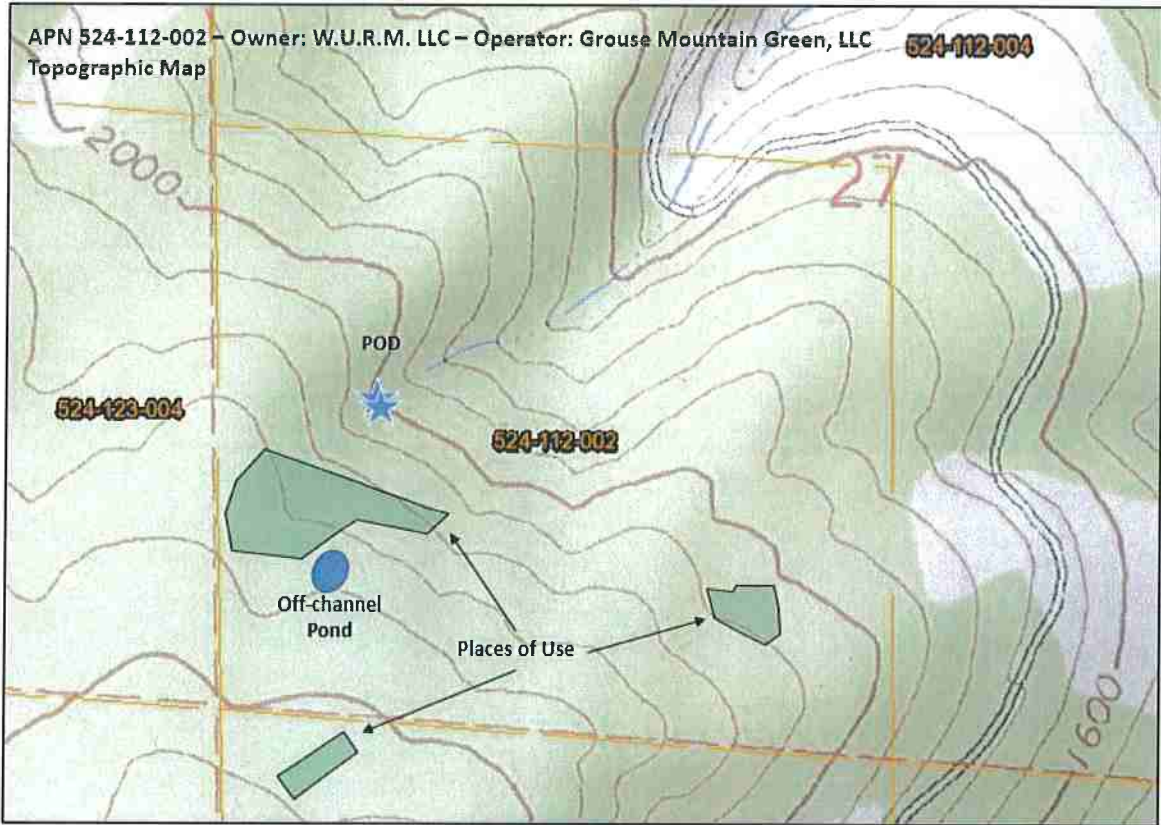 APN 524-112-002 – Owner: W.U.R.M. LLC – Operator: Grouse Mountain Green, LLC
Topographic Map
524-112-004
2000
27
POD
524-123-004
524-112-002
Off-channel
Pond
Places of Use
1600